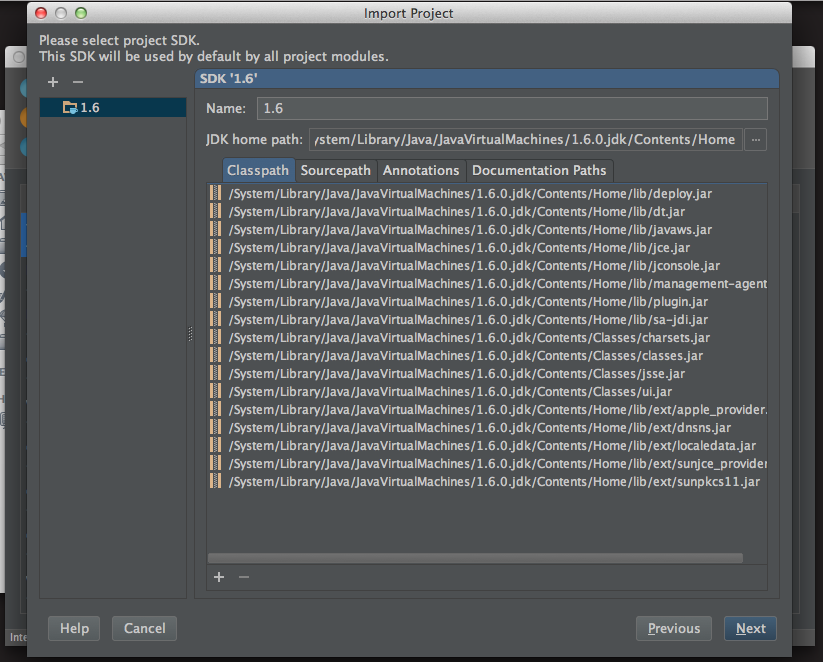 Import Project
Please select project SDK.
This SDK will be used by default by all project modules.
1.6
SDK '1.6'
Name: 1.6
JDK home path: ystem/Library/Java/JavaVirtualMachines/1.6.0.jdk/Contents/Home ...
Classpath Sourcepath Annotations Documentation Paths
/System/Library/Java/JavaVirtualMachines/1.6.0.jdk/Contents/Home/lib/deploy.jar
/System/Library/Java/JavaVirtualMachines/1.6.0.jdk/Contents/Home/lib/dt.jar
/System/Library/Java/JavaVirtualMachines/1.6.0.jdk/Contents/Home/lib/javaws.jar
/System/Library/Java/JavaVirtualMachines/1.6.0.jdk/Contents/Home/lib/jce.jar
/System/Library/Java/JavaVirtualMachines/1.6.0.jdk/Contents/Home/lib/jconsole.jar
/System/Library/Java/JavaVirtualMachines/1.6.0.jdk/Contents/Home/lib/management-agent
/System/Library/Java/JavaVirtualMachines/1.6.0.jdk/Contents/Home/lib/plugin.jar
/System/Library/Java/JavaVirtualMachines/1.6.0.jdk/Contents/Home/lib/sa-jdi.jar
/System/Library/Java/JavaVirtualMachines/1.6.0.jdk/Contents/Classes/charsets.jar
/System/Library/Java/JavaVirtualMachines/1.6.0.jdk/Contents/Classes/classes.jar
/System/Library/Java/JavaVirtualMachines/1.6.0.jdk/Contents/Classes/jsse.jar
/System/Library/Java/JavaVirtualMachines/1.6.0.jdk/Contents/Classes/ui.jar
/System/Library/Java/JavaVirtualMachines/1.6.0.jdk/Contents/Home/lib/ext/apple_provider.
/System/Library/Java/JavaVirtualMachines/1.6.0.jdk/Contents/Home/lib/ext/dnsns.jar
/System/Library/Java/JavaVirtualMachines/1.6.0.jdk/Contents/Home/lib/ext/localedata.jar
/System/Library/Java/JavaVirtualMachines/1.6.0.jdk/Contents/Home/lib/ext/sunjce_provider
/System/Library/Java/JavaVirtualMachines/1.6.0.jdk/Contents/Home/lib/ext/sunpkcs11.jar
Help Cancel Previous Next
Inte